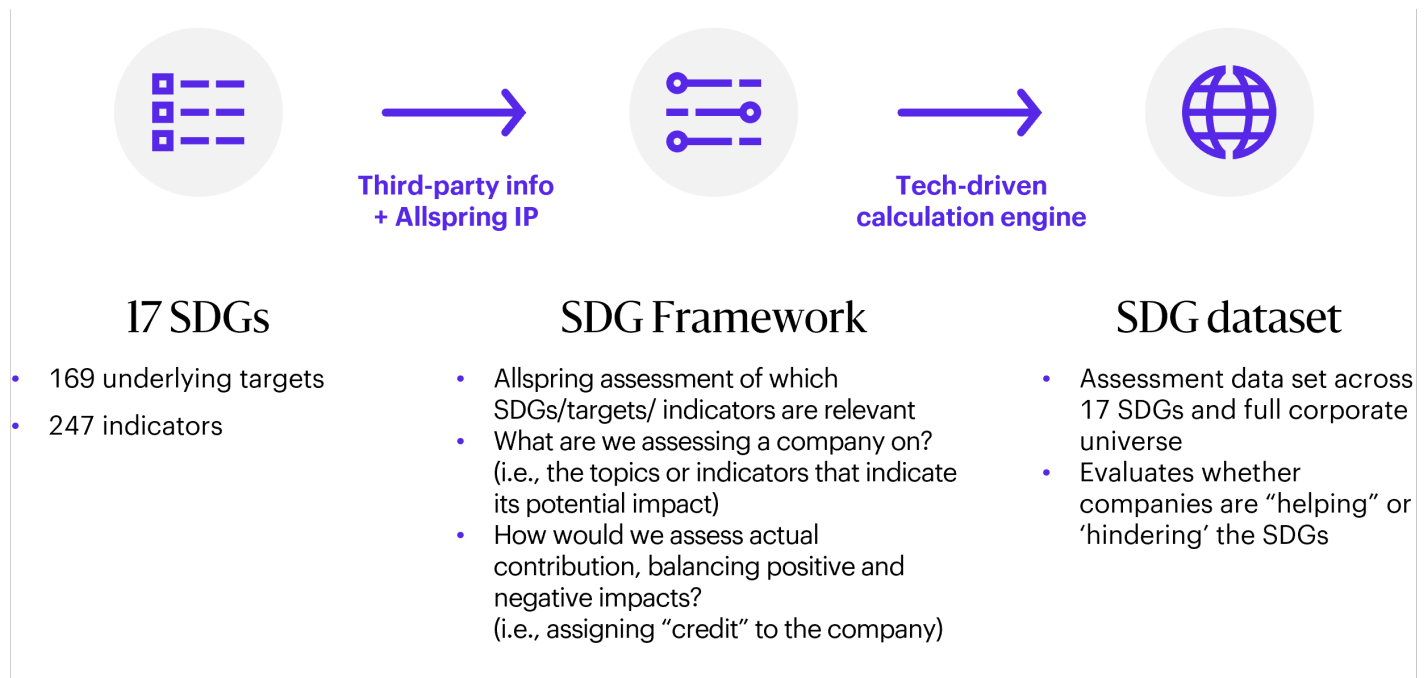 Third-party info
+ Allspring IP
Tech-driven
calculation engine
17 SDGs
• 169 underlying targets
• 247 indicators
SDG Framework
• Allspring assessment of which
SDGs/targets/ indicators are relevant
• What are we assessing a company on?
(i.e., the topics or indicators that indicate
its potential impact)
• How would we assess actual
contribution, balancing positive and
negative impacts?
(i.e., assigning “credit” to the company)
SDG dataset
• Assessment data set across
17 SDGs and full corporate
universe
• Evaluates whether
companies are “helping” or
‘hindering’ the SDGs